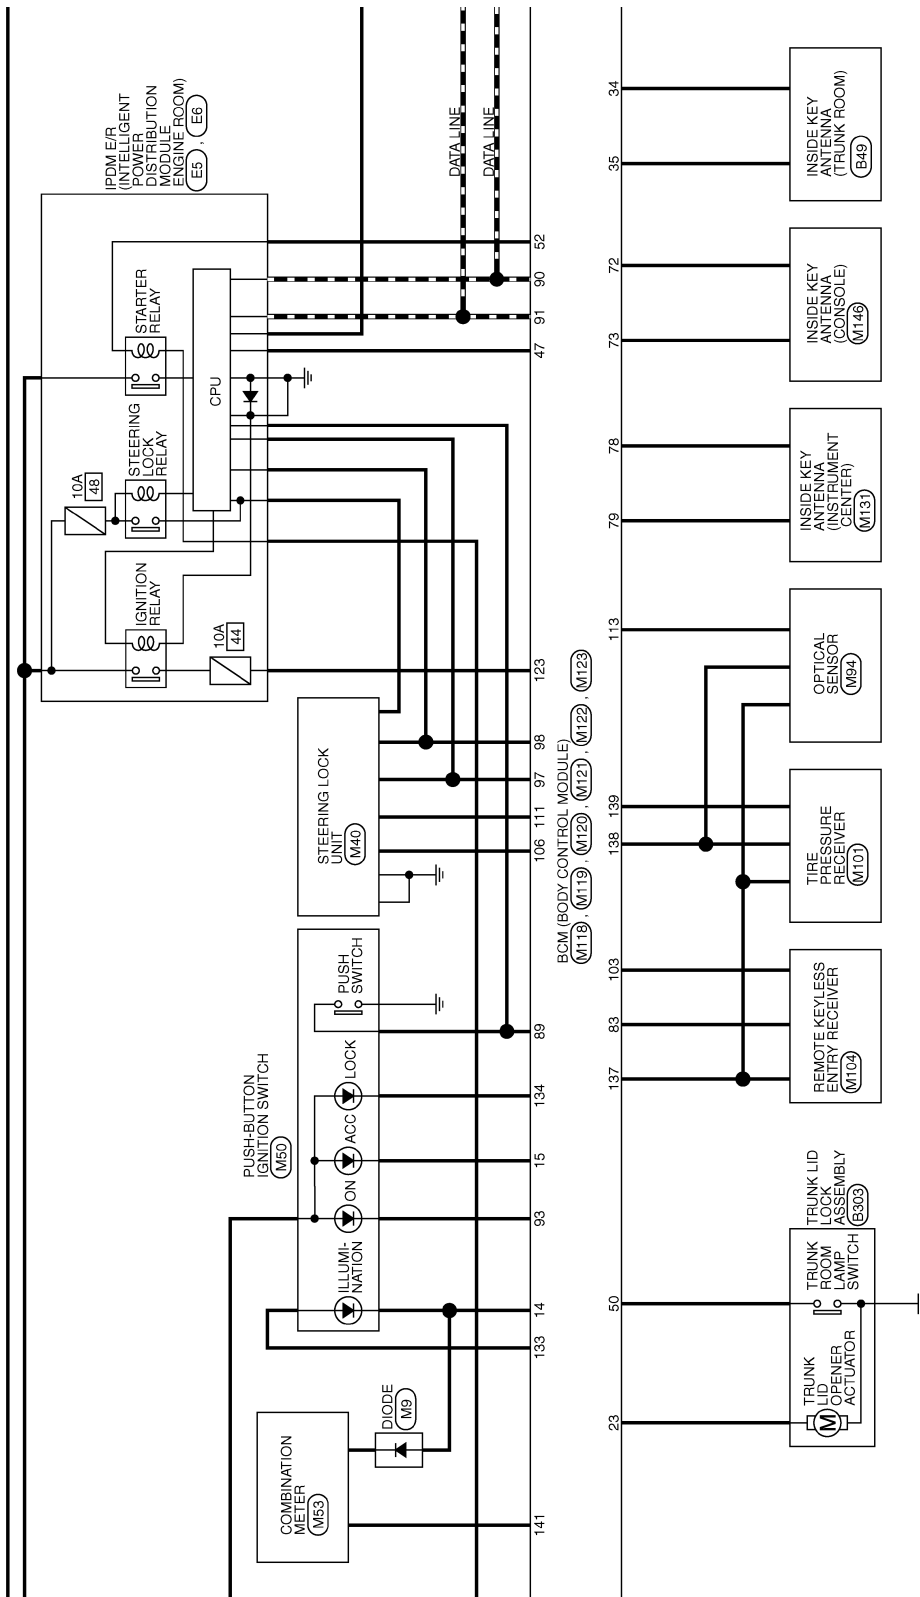 IPDM E/R
(INTELLIGENT
POWER
DISTRIBUTION
MODULE
ENGINE ROOM)
E5 , E6
STARTER
RELAY
CPU
STEERING
LOCK
RELAY
10A
48
IGNITION
RELAY
10A
44
DATA LINE
DATA LINE
52
90
91
47
123
98
97
111
106
89
134
15
93
14
133
141
STEERING LOCK
UNIT
M40
PUSH-BUTTON
IGNITION SWITCH
M50
PUSH
SWITCH
LOCK
ACC
ON
ILLUMI-
NATION
COMBINATION
METER
M53
DIODE
M9
BCM (BODY CONTROL MODULE)
M118 , M119 , M120 , M121 , M122 , M123
34
35
72
73
78
79
113
139
138
103
83
137
50
23
INSIDE KEY
ANTENNA
(TRUNK ROOM)
B49
INSIDE KEY
ANTENNA
(CONSOLE)
M146
INSIDE KEY
ANTENNA
(INSTRUMENT
CENTER)
M131
OPTICAL
SENSOR
M94
TIRE
PRESSURE
RECEIVER
M101
REMOTE KEYLESS
ENTRY RECEIVER
M104
TRUNK LID
LOCK
ASSEMBLY
B303
TRUNK
ROOM
LAMP
SWITCH
TRUNK
LID
OPENER
ACTUATOR
M